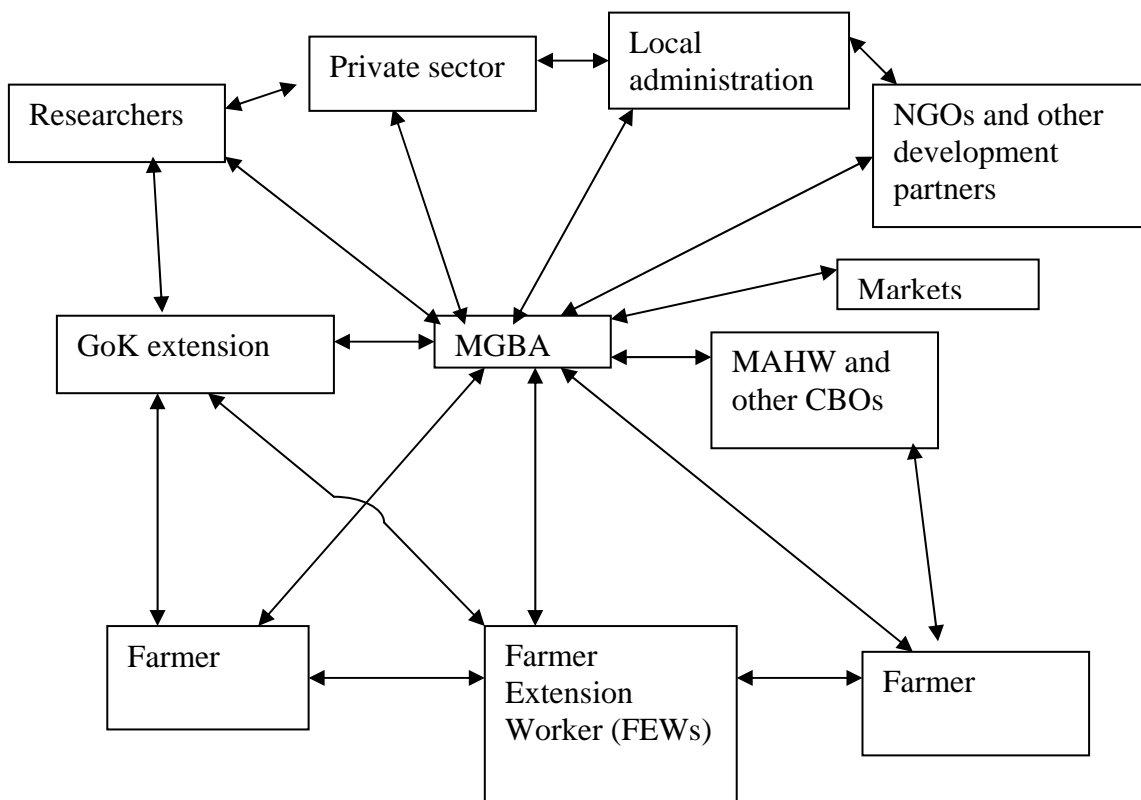 Private sector
Local
administration
Researchers
NGOs and other
development
partners
Markets
GoK extension
MGBA
MAHW and
other CBOs
Farmer
Farmer
Extension
Worker (FEWs)
Farmer